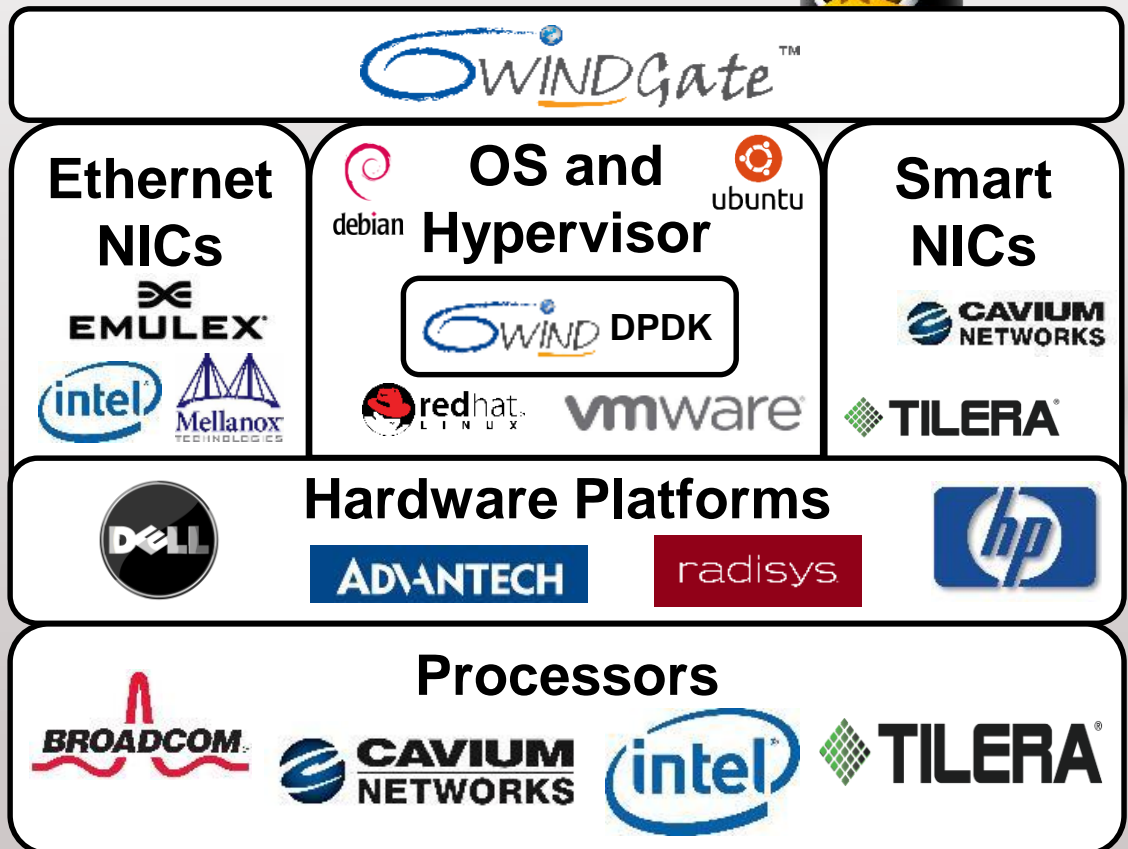 6WINDGate™
Ethernet
NICs
EMULEX®
intel®
Mellanox
TECHNOLOGIES
debian
OS and
Hypervisor
ubuntu
6WIND DPDK
redhat.
LINUX
vmware®
Smart
NICs
CAVIUM
NETWORKS
TILERA®
Hardware Platforms
DELL
ADVANTECH
radisys.
hp
Processors
BROADCOM.
CAVIUM
NETWORKS
intel®
TILERA®